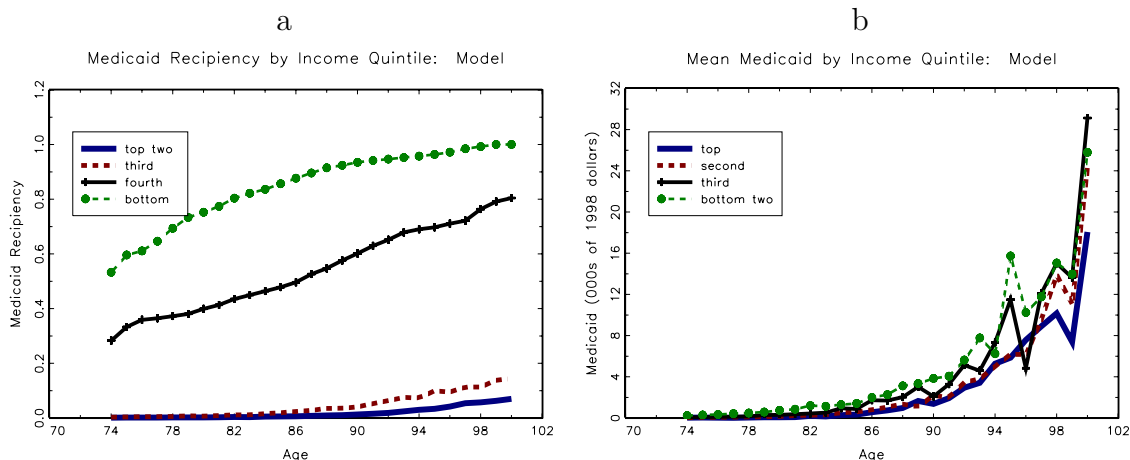 a
Medicaid Recipiency by Income Quintile: Model
Medicaid Recipiency
1.2
1.0
0.8
0.6
0.4
0.2
0.0
top two
third
fourth
bottom
70 74 78 82 86 90 94 98 102
Age
b
Mean Medicaid by Income Quintile: Model
Medicaid (000s of 1998 dollars)
32
28
24
20
16
12
8
4
0
top
second
third
bottom two
70 74 78 82 86 90 94 98 102
Age